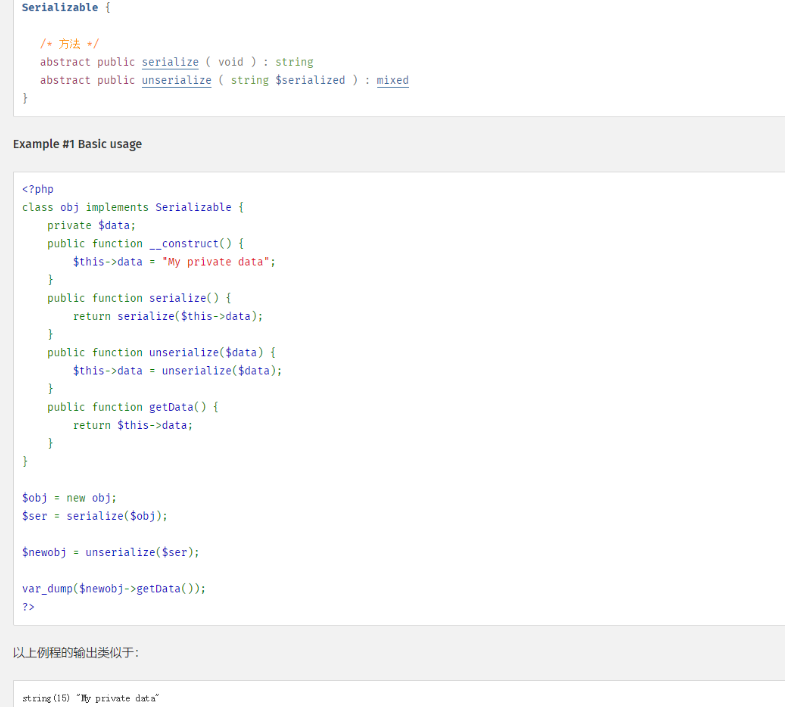 Serializable {
/* 方法 */
abstract public serialize ( void ) : string
abstract public unserialize ( string $serialized ) : mixed
}
Example #1 Basic usage
<?php
class obj implements Serializable {
    private $data;
    public function __construct() {
        $this->data = "My private data";
    }
    public function serialize() {
        return serialize($this->data);
    }
    public function unserialize($data) {
        $this->data = unserialize($data);
    }
    public function getData() {
        return $this->data;
    }
}
$obj = new obj;
$ser = serialize($obj);
$newobj = unserialize($ser);
var_dump($newobj->getData());
?>
以上例程的输出类似于：
string(15) "My private data"